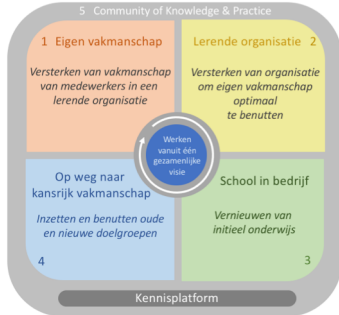 5 Community of Knowledge & Practice
1 Eigen vakmanschap
Versterken van vakmanschap
van medewerkers in een
lerende organisatie
Lerende organisatie 2
Versterken van organisatie
om eigen vakmanschap
optimaal
te benutten
Werken
vanuit één
gezamenlijke
visie
Op weg naar
kansrijk vakmanschap
Inzetten en benutten oude
en nieuwe doelgroepen
4
School in bedrijf
Vernieuwen van
initieel onderwijs
3
Kennisplatform